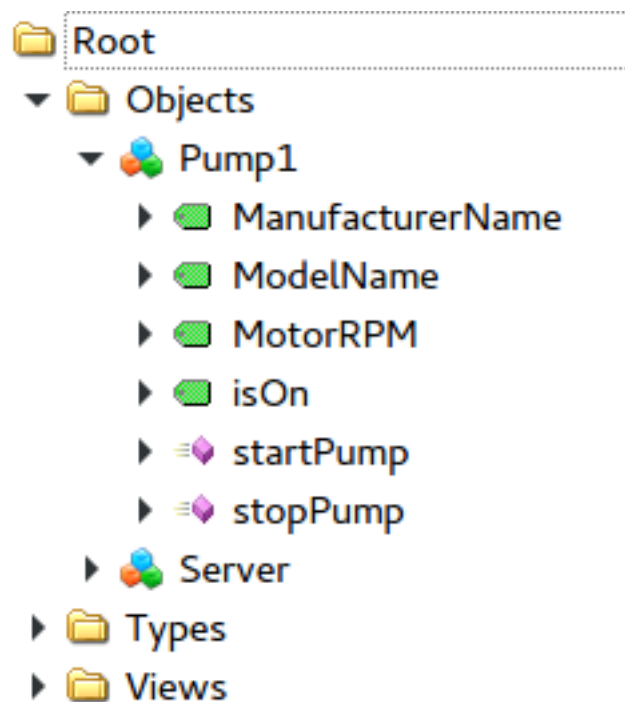 Root
Objects
Pump1
ManufacturerName
ModelName
MotorRPM
isOn
startPump
stopPump
Server
Types
Views